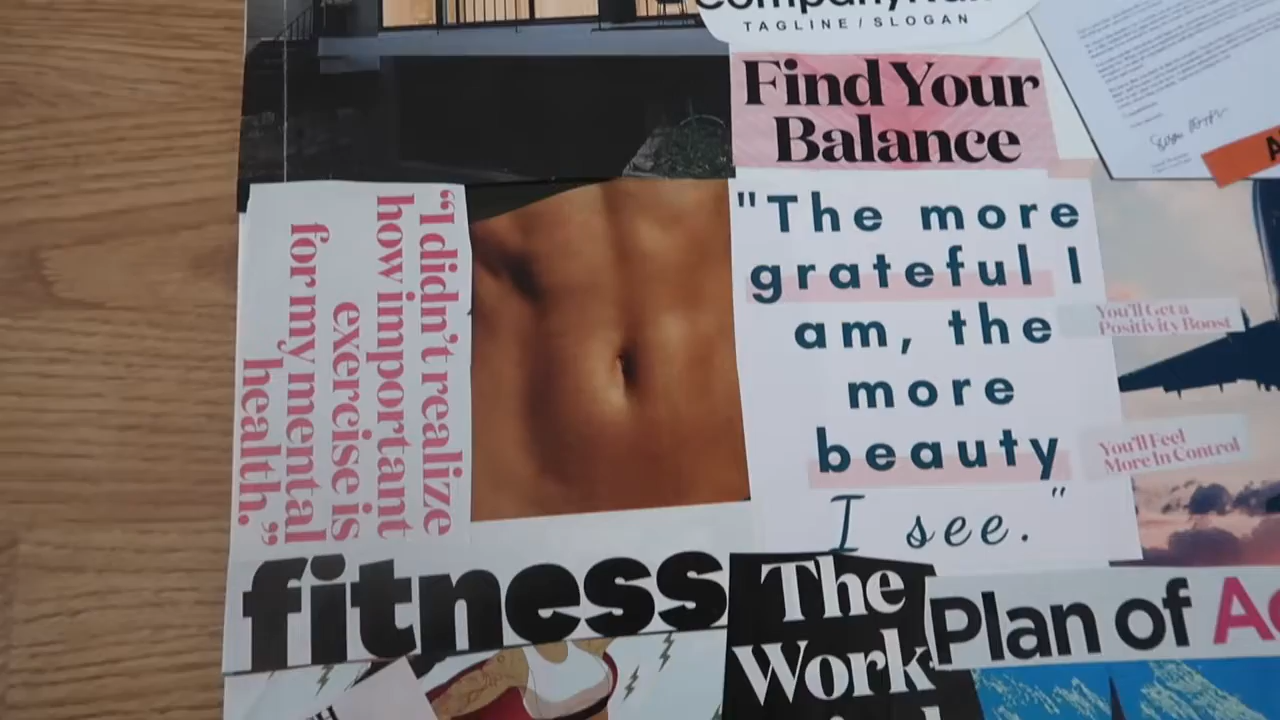 TAGLINE / SLOGAN
Find Your
Balance
"The more
grateful I
am, the
more
beauty
I see."
"I didn't realize
how important
exercise is
for my mental
health."
You'll Get a
Positivity Boost
You'll Feel
More In Control
fitness
The
Work
Plan of